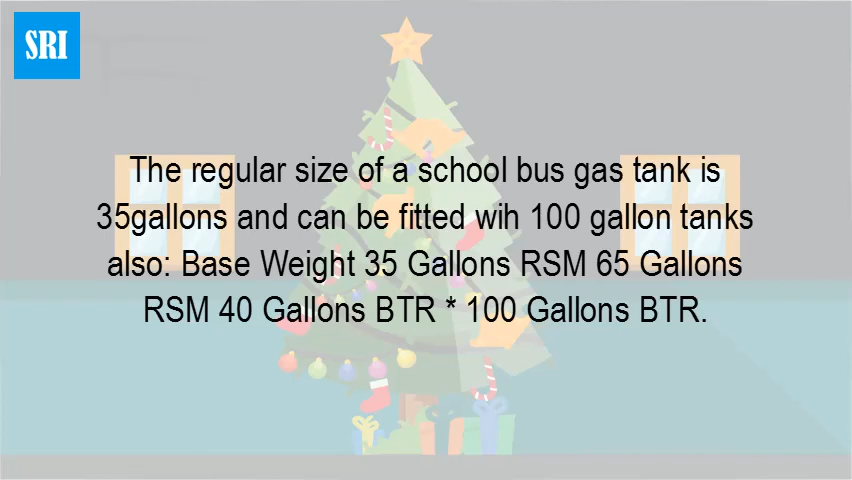 SRI
The regular size of a school bus gas tank is
35gallons and can be fitted wih 100 gallon tanks
also: Base Weight 35 Gallons RSM 65 Gallons
RSM 40 Gallons BTR * 100 Gallons BTR.